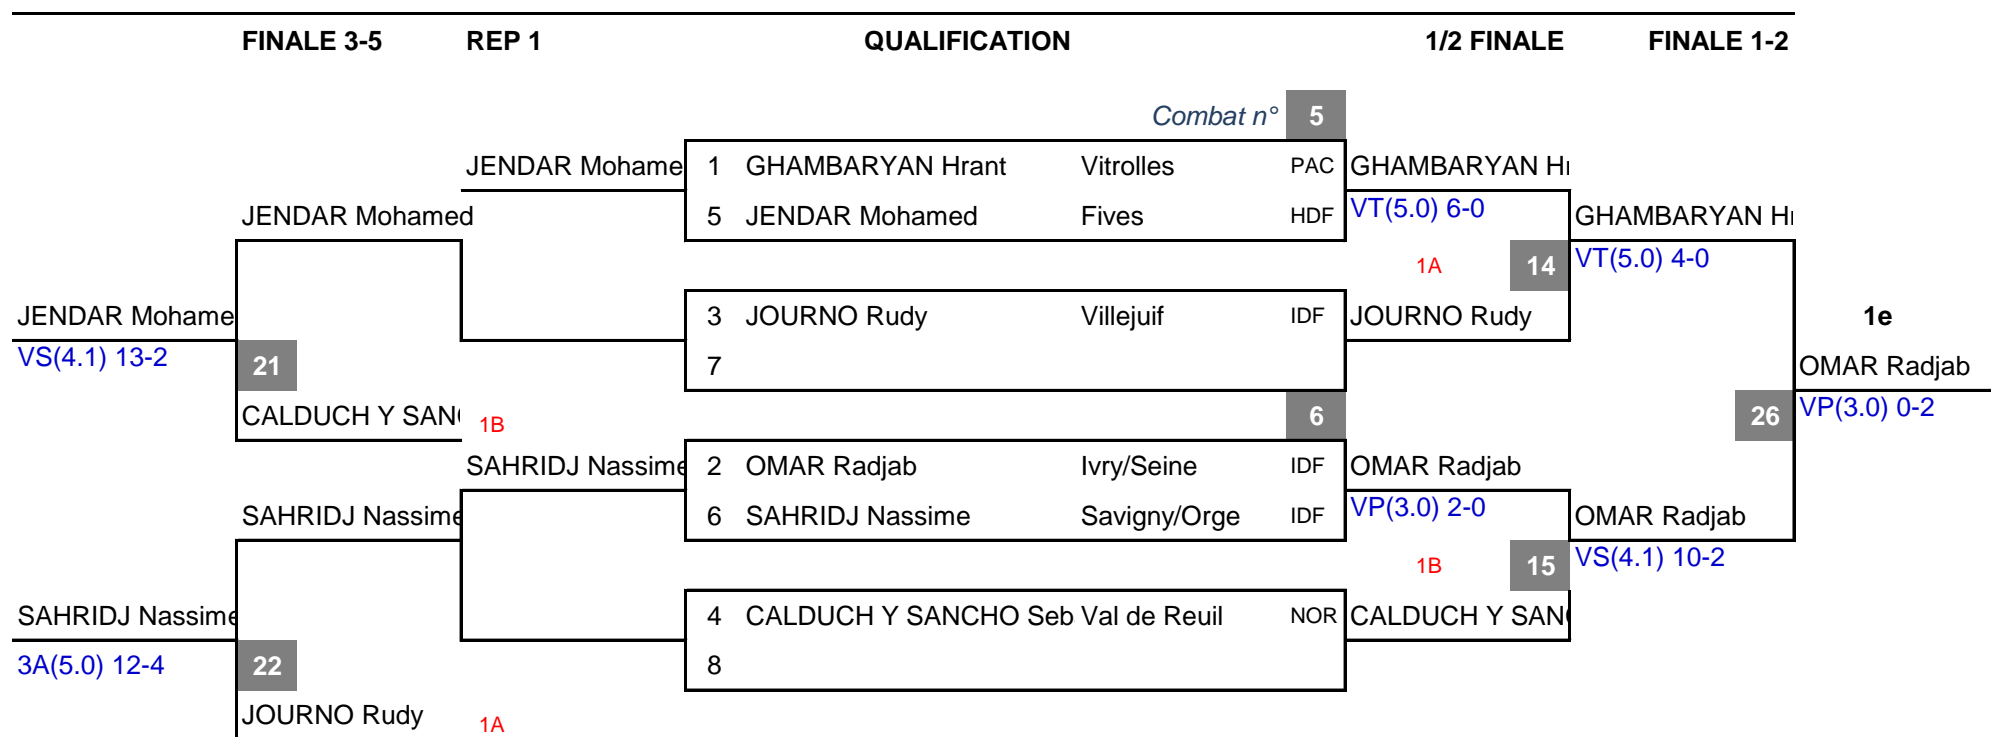 FINALE 3-5 REP 1 QUALIFICATION 1/2 FINALE FINALE 1-2
Combat n° 5
JENDAR Mohame 1 GHAMBARYAN Hrant Vitrolles PAC GHAMBARYAN H
JENDAR Mohamed 5 JENDAR Mohamed Fives HDF VT(5.0) 6-0 GHAMBARYAN H
1A 14 VT(5.0) 4-0
JENDAR Mohame 3 JOURNO Rudy Villejuif IDF JOURNO Rudy 1e
VS(4.1) 13-2 21 7 OMAR Radjab
CALDUCH Y SAN 1B 6 26 VP(3.0) 0-2
SAHRIDJ Nassime 2 OMAR Radjab Ivry/Seine IDF OMAR Radjab
SAHRIDJ Nassime 6 SAHRIDJ Nassime Savigny/Orge IDF VP(3.0) 2-0 OMAR Radjab
1B 15 VS(4.1) 10-2
SAHRIDJ Nassime 4 CALDUCH Y SANCHO Seb Val de Reuil NOR CALDUCH Y SAN
3A(5.0) 12-4 22 8
JOURNO Rudy 1A